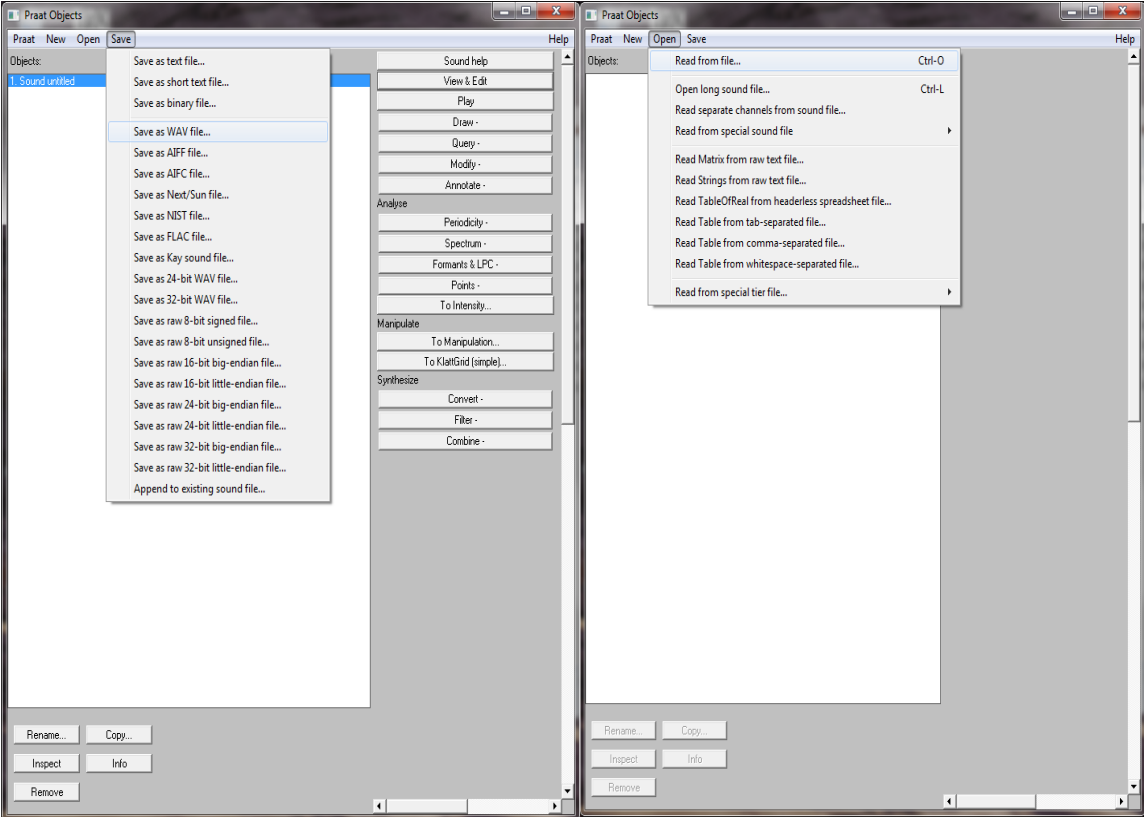 Praat Objects
Praat New Open Save Help
Objects:
1. Sound untitled
Save as text file...
Save as short text file...
Save as binary file...
Save as WAV file...
Save as AIFF file...
Save as AIFC file...
Save as Next/Sun file...
Save as NIST file...
Save as FLAC file...
Save as Kay sound file...
Save as 24-bit WAV file...
Save as 32-bit WAV file...
Save as raw 8-bit signed file...
Save as raw 8-bit unsigned file...
Save as raw 16-bit big-endian file...
Save as raw 16-bit little-endian file...
Save as raw 24-bit big-endian file...
Save as raw 24-bit little-endian file...
Save as raw 32-bit big-endian file...
Save as raw 32-bit little-endian file...
Append to existing sound file...
Sound help
View & Edit
Play
Draw -
Query -
Modify -
Annotate -
Analyse
Periodicity -
Spectrum -
Formants & LPC -
Points -
To Intensity...
Manipulate
To Manipulation...
To KlattGrid (simple)...
Synthesize
Convert -
Filter -
Combine -
Rename... Copy...
Inspect Info
Remove
Praat Objects
Praat New Open Save Help
Objects:
Read from file... Ctrl-O
Open long sound file... Ctrl-L
Read separate channels from sound file...
Read from special sound file
Read Matrix from raw text file...
Read Strings from raw text file...
Read TableOfReal from headerless spreadsheet file...
Read Table from tab-separated file...
Read Table from comma-separated file...
Read Table from whitespace-separated file...
Read from special tier file...
Rename... Copy...
Inspect Info
Remove